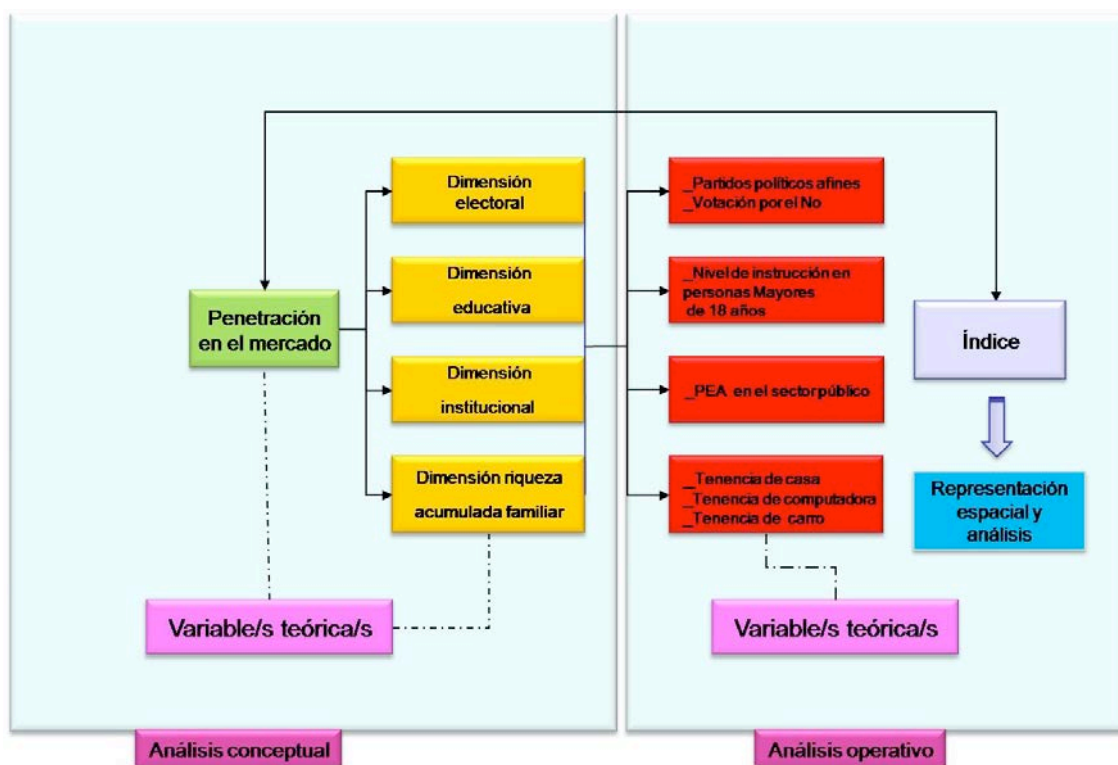 Dimensión
electoral
Dimensión
educativa
Penetración
en el mercado
Dimensión
institucional
Dimensión riqueza
acumulada familiar
Variable/s teórica/s
Análisis conceptual
_Partidos políticos afines
_Votación por el No
_Nivel de instrucción en
personas Mayores
de 18 años
_PEA en el sector público
_Tenencia de casa
_Tenencia de computadora
_Tenencia de carro
Índice
Representación
espacial y
análisis
Variable/s teórica/s
Análisis operativo